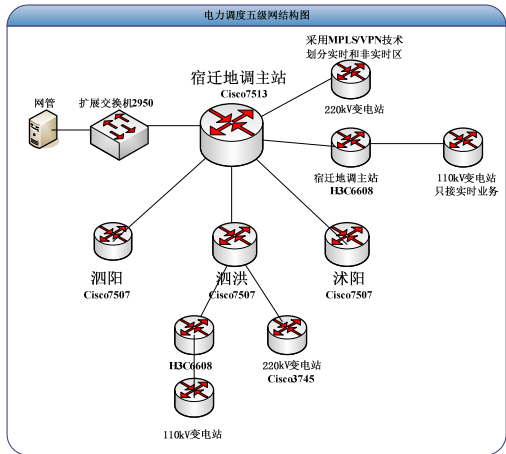 电力调度五级网结构图
采用MPLS/VPN技术
划分实时和非实时区
宿迁地调主站
Cisco7513
网管
扩展交换机2950
220kV变电站
宿迁地调主站
H3C6608
110kV变电站
只接实时业务
泗阳
Cisco7507
泗洪
Cisco7507
沭阳
Cisco7507
H3C6608
220kV变电站
Cisco3745
110kV变电站